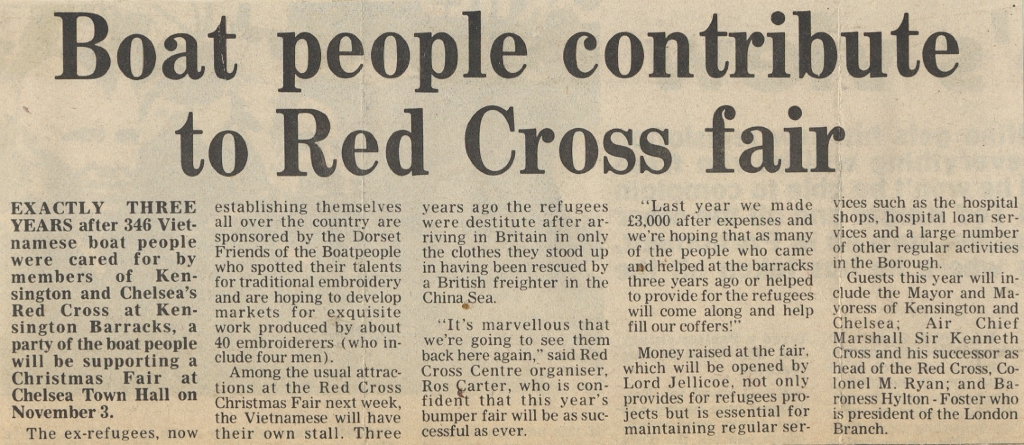 Boat people contribute
to Red Cross fair
EXACTLY THREE
YEARS after 346 Viet-
namese boat people
were cared for by
members of Ken-
sington and Chelsea's
Red Cross at Ken-
sington Barracks, a
party of the boat people
will be supporting a
Christmas Fair at
Chelsea Town Hall on
November 3.
The ex-refugees, now
establishing themselves
all over the country are
sponsored by the Dorset
Friends of the Boatpeople
who spotted their talents
for traditional embroidery
and are hoping to develop
markets for exquisite
work produced by about
40 embroiderers (who in-
clude four men).
Among the usual attrac-
tions at the Red Cross
Christmas Fair next week,
the Vietnamese will have
their own stall. Three
years ago the refugees
were destitute after ar-
riving in Britain in only
the clothes they stood up
in having been rescued by
a British freighter in the
China Sea.
"It's marvellous that
we're going to see them
back here again," said Red
Cross Centre organiser,
Ros Carter, who is con-
fident that this year's
bumper fair will be as suc-
cessful as ever.
"Last year we made
£3,000 after expenses and
we're hoping that as many
of the people who came
and helped at the barracks
three years ago or helped
to provide for the refugees
will come along and help
fill our coffers!"
Money raised at the fair,
which will be opened by
Lord Jellicoe, not only
provides for refugees pro-
jects but is essential for
maintaining regular ser-
vices such as the hospital
shops, hospital loan ser-
vices and a large number
of other regular activities
in the Borough.
Guests this year will in-
clude the Mayor and Ma-
yoress of Kensington and
Chelsea; Air Chief
Marshall Sir Kenneth
Cross and his successor as
head of the Red Cross, Co-
lonel M. Ryan; and Ba-
roness Hylton-Foster who
is president of the London
Branch.